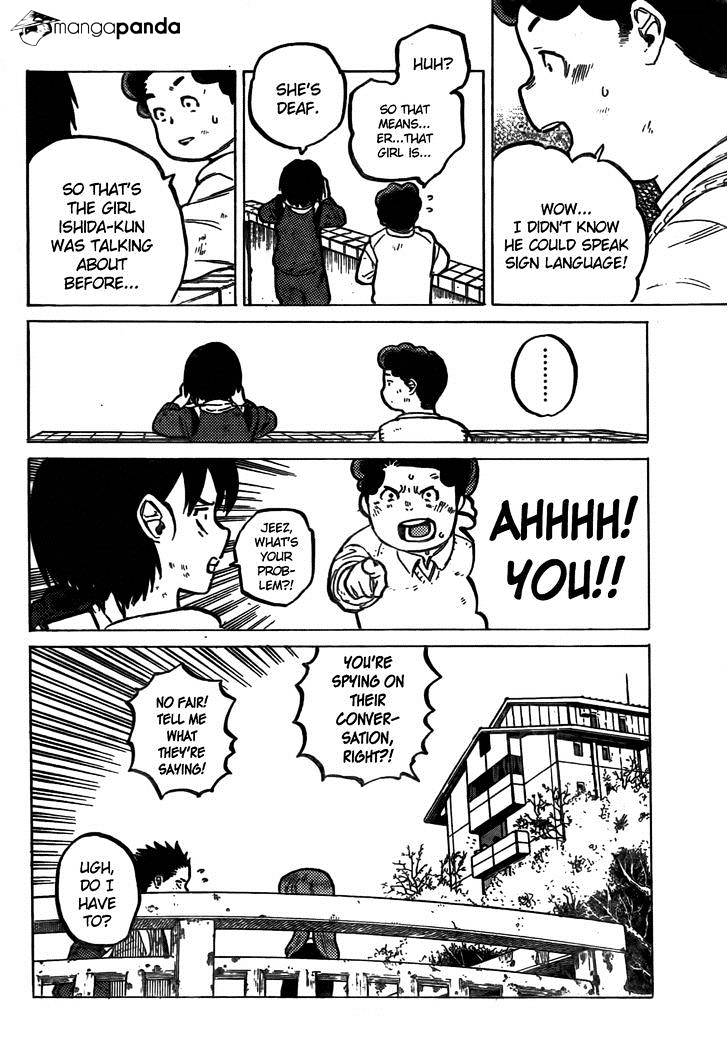 mangapanda
WOW...
I DIDN'T KNOW
HE COULD SPEAK
SIGN LANGUAGE!
HUH?
SO THAT
MEANS...
ER...THAT
GIRL IS...
SHE'S
DEAF.
SO THAT'S
THE GIRL
ISHIDA-KUN
WAS TALKING
ABOUT
BEFORE...
........
AHHHH!
YOU!!
JEEZ,
WHAT'S
YOUR
PROB-
LEM?!
YOU'RE
SPYING ON
THEIR
CONVER-
SATION,
RIGHT?!
NO FAIR!
TELL ME
WHAT
THEY'RE
SAYING!
UGH,
DO I
HAVE
TO?